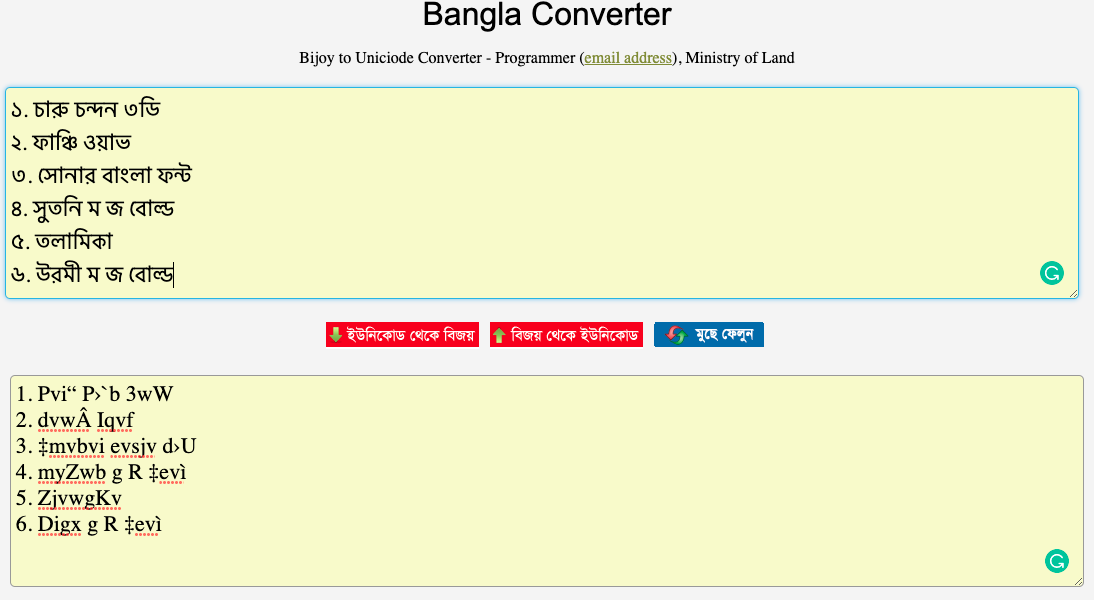 Bangla Converter
Bijoy to Uniciode Converter - Programmer (email address), Ministry of Land
১. চারু চন্দন ৩ডি
২. ফাঞ্চি ওয়াভ
৩. সোনার বাংলা ফন্ট
৪. সুতনি ম জ বোল্ড
৫. তলামিকা
৬. উরমী ম জ বোল্ড
ইউনিকোড থেকে বিজয় বিজয় থেকে ইউনিকোড মুছে ফেলুন
1. Pvi“ P›`b 3wW
2. dvwÂ Iqvf
3. ‡mvbvi evsjv d›U
4. myZwb g R ‡evì
5. ZjvwgKv
6. Digx g R ‡evì